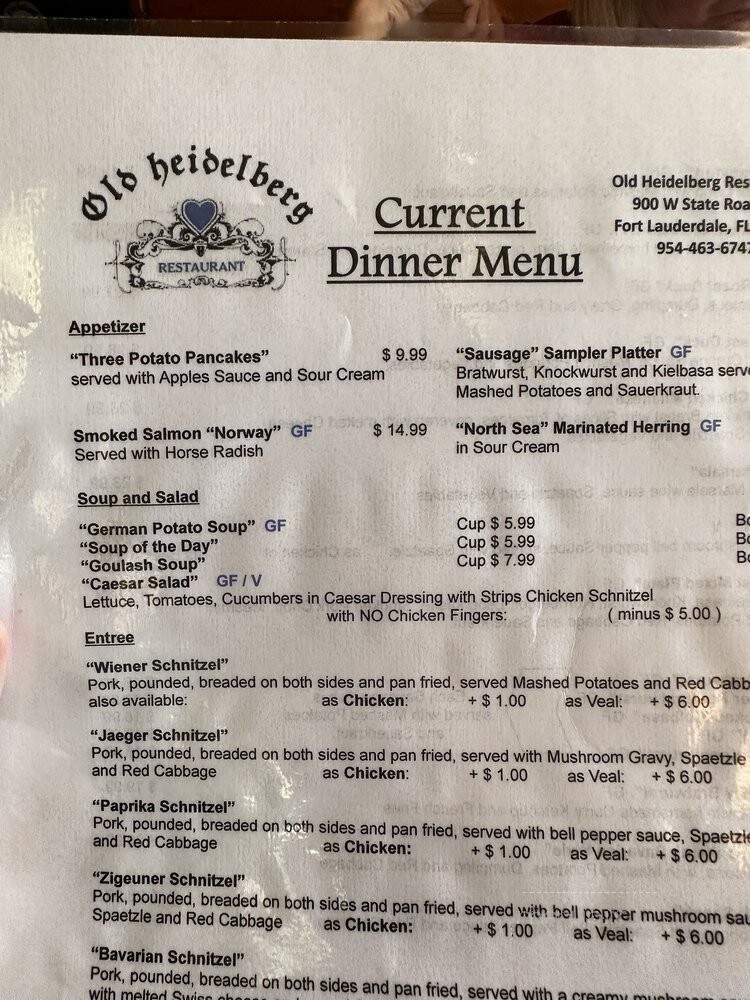 Old heidelberg
RESTAURANT
Current
Dinner Menu
Old Heidelberg Res
900 W State Roa
Fort Lauderdale, FL
954-463-6747
Appetizer
“Three Potato Pancakes” $ 9.99
served with Apples Sauce and Sour Cream
“Sausage” Sampler Platter GF
Bratwurst, Knockwurst and Kielbasa serve
Mashed Potatoes and Sauerkraut.
Smoked Salmon “Norway” GF $ 14.99
Served with Horse Radish
“North Sea” Marinated Herring GF
in Sour Cream
Soup and Salad
“German Potato Soup” GF Cup $ 5.99 Bo
“Soup of the Day” Cup $ 5.99 Bo
“Goulash Soup” Cup $ 7.99 Bo
“Caesar Salad” GF / V
Lettuce, Tomatoes, Cucumbers in Caesar Dressing with Strips Chicken Schnitzel
with NO Chicken Fingers: ( minus $ 5.00 )
Entree
“Wiener Schnitzel”
Pork, pounded, breaded on both sides and pan fried, served Mashed Potatoes and Red Cabb
also available: as Chicken: + $ 1.00 as Veal: + $ 6.00
“Jaeger Schnitzel”
Pork, pounded, breaded on both sides and pan fried, served with Mushroom Gravy, Spaetzle
and Red Cabbage as Chicken: + $ 1.00 as Veal: + $ 6.00
“Paprika Schnitzel”
Pork, pounded, breaded on both sides and pan fried, served with bell pepper sauce, Spaetzle
and Red Cabbage as Chicken: + $ 1.00 as Veal: + $ 6.00
“Zigeuner Schnitzel”
Pork, pounded, breaded on both sides and pan fried, served with bell pepper mushroom sau
Spaetzle and Red Cabbage as Chicken: + $ 1.00 as Veal: + $ 6.00
“Bavarian Schnitzel”
Pork, pounded, breaded on both sides and pan fried, served with a creamy mushroom
with melted Swiss cheese